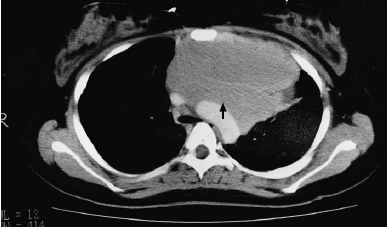 R
L = 12
W = 414